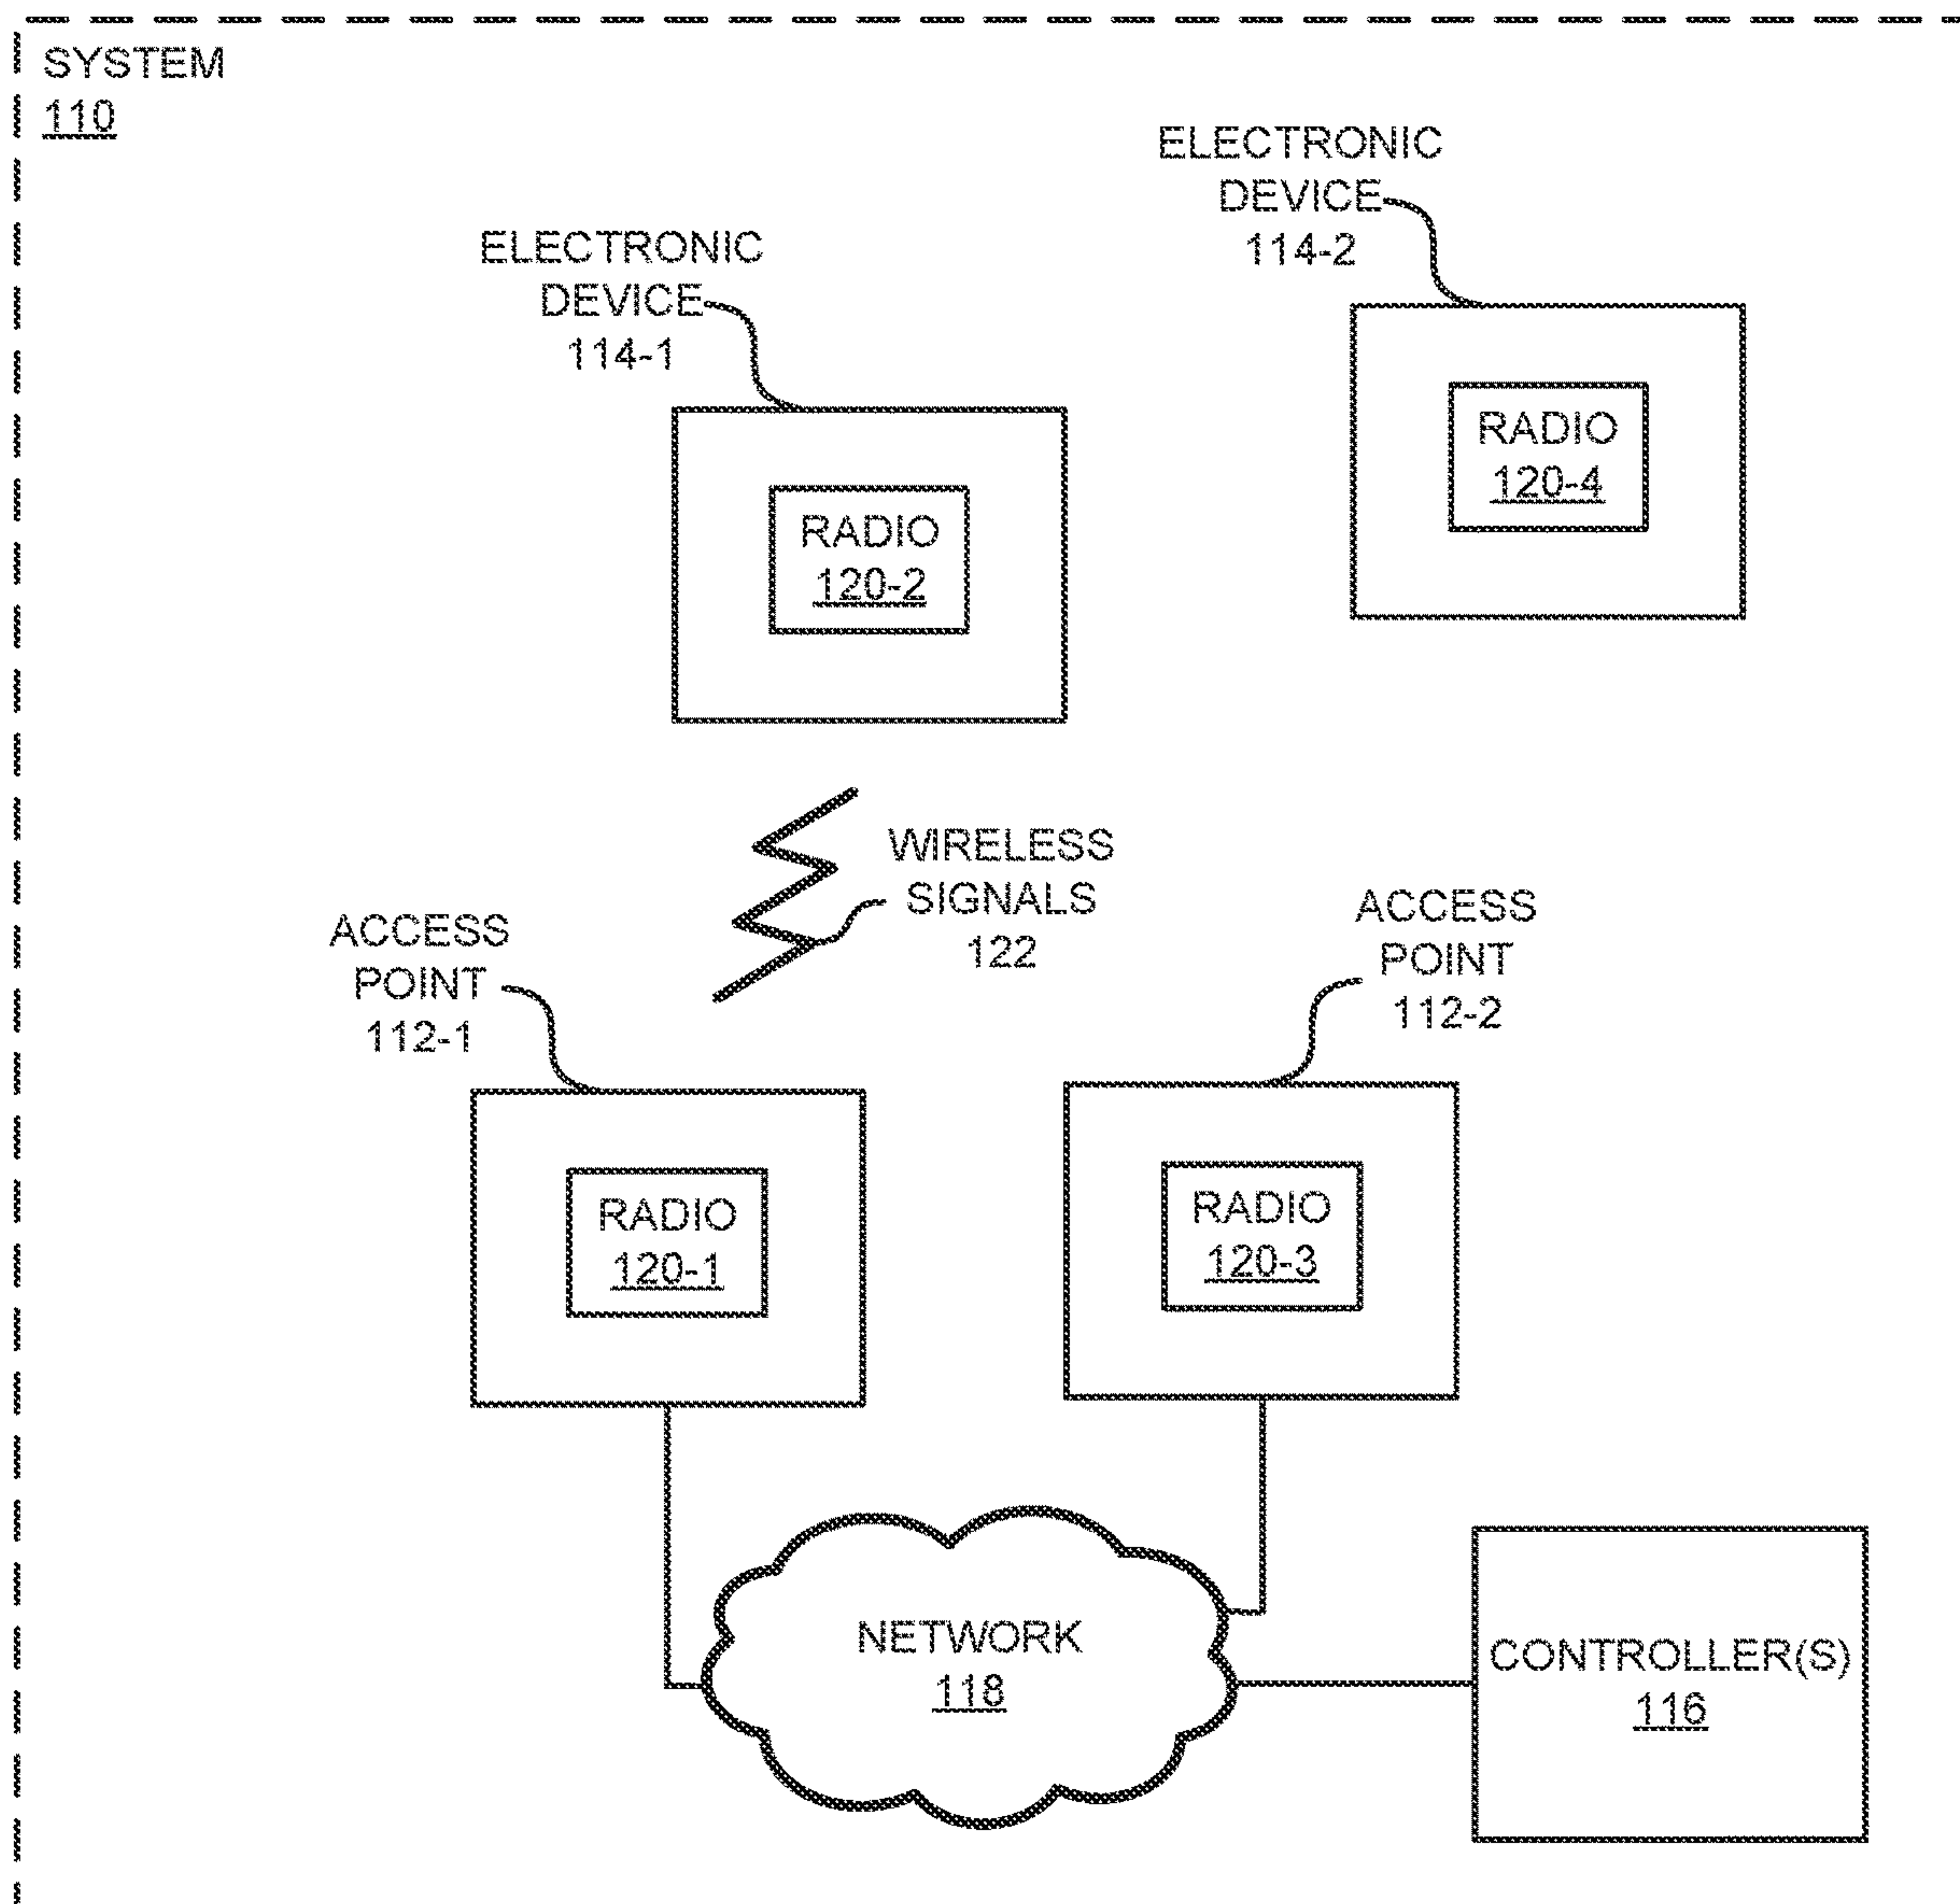 SYSTEM
110
ELECTRONIC
DEVICE
114-2
ELECTRONIC
DEVICE
114-1
RADIO
120-4
RADIO
120-2
WIRELESS
SIGNALS
122
ACCESS
POINT
112-1
ACCESS
POINT
112-2
RADIO
120-1
RADIO
120-3
NETWORK
118
CONTROLLER(S)
116